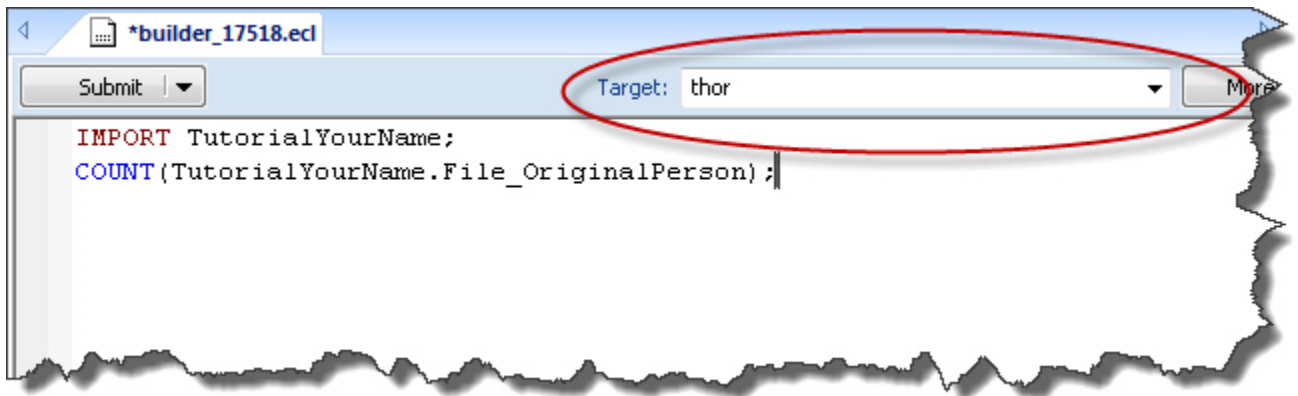 *builder_17518.ecl
Submit Target: thor More
IMPORT TutorialYourName;
COUNT(TutorialYourName.File_OriginalPerson);